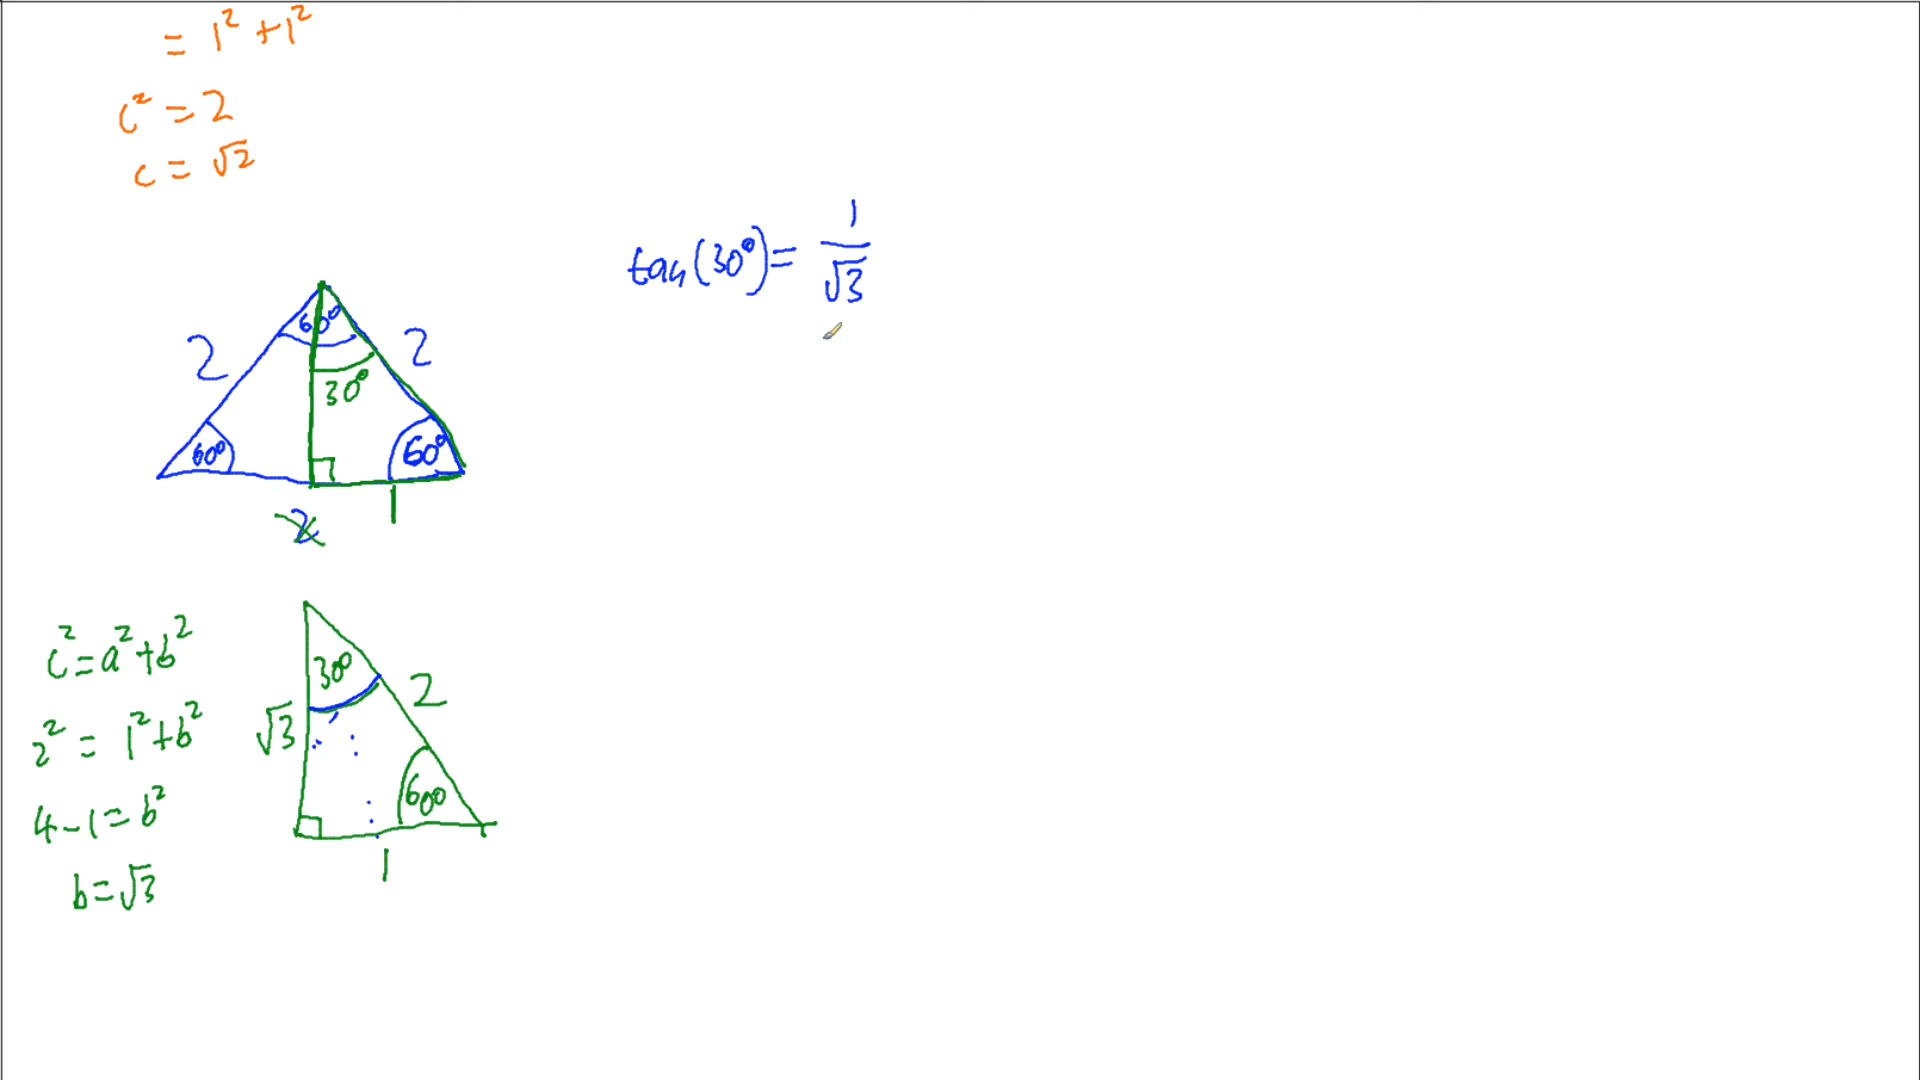 = 1² + 1²
c² = 2
c = √2
tan(30°) = 1/√3
60°
2
2
30°
60°
60°
2
1
c² = a² + b²
2² = 1² + b²
4 - 1 = b²
b = √3
30°
2
√3
60°
1